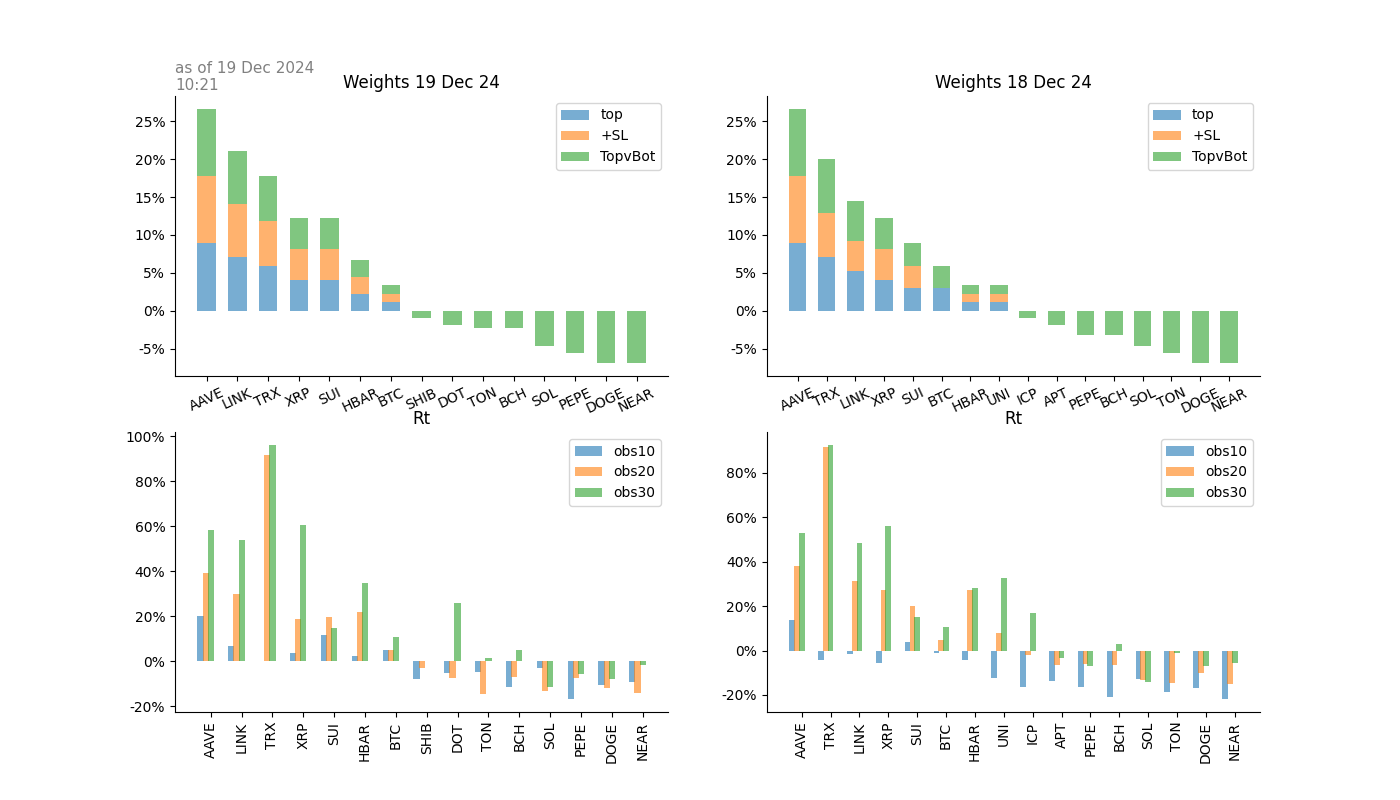 as of 19 Dec 2024
10:21
Weights 19 Dec 24
top
+SL
TopvBot
25%
20%
15%
10%
5%
0%
-5%
AAVE LINK TRX XRP SUI HBAR BTC SHIB DOT TON BCH SOL PEPE DOGE NEAR
Weights 18 Dec 24
top
+SL
TopvBot
25%
20%
15%
10%
5%
0%
-5%
AAVE TRX LINK XRP SUI BTC HBAR UNI ICP APT PEPE BCH SOL TON DOGE NEAR
Rt
obs10
obs20
obs30
100%
80%
60%
40%
20%
0%
-20%
AAVE LINK TRX XRP SUI HBAR BTC SHIB DOT TON BCH SOL PEPE DOGE NEAR
Rt
obs10
obs20
obs30
80%
60%
40%
20%
0%
-20%
AAVE TRX LINK XRP SUI BTC HBAR UNI ICP APT PEPE BCH SOL TON DOGE NEAR